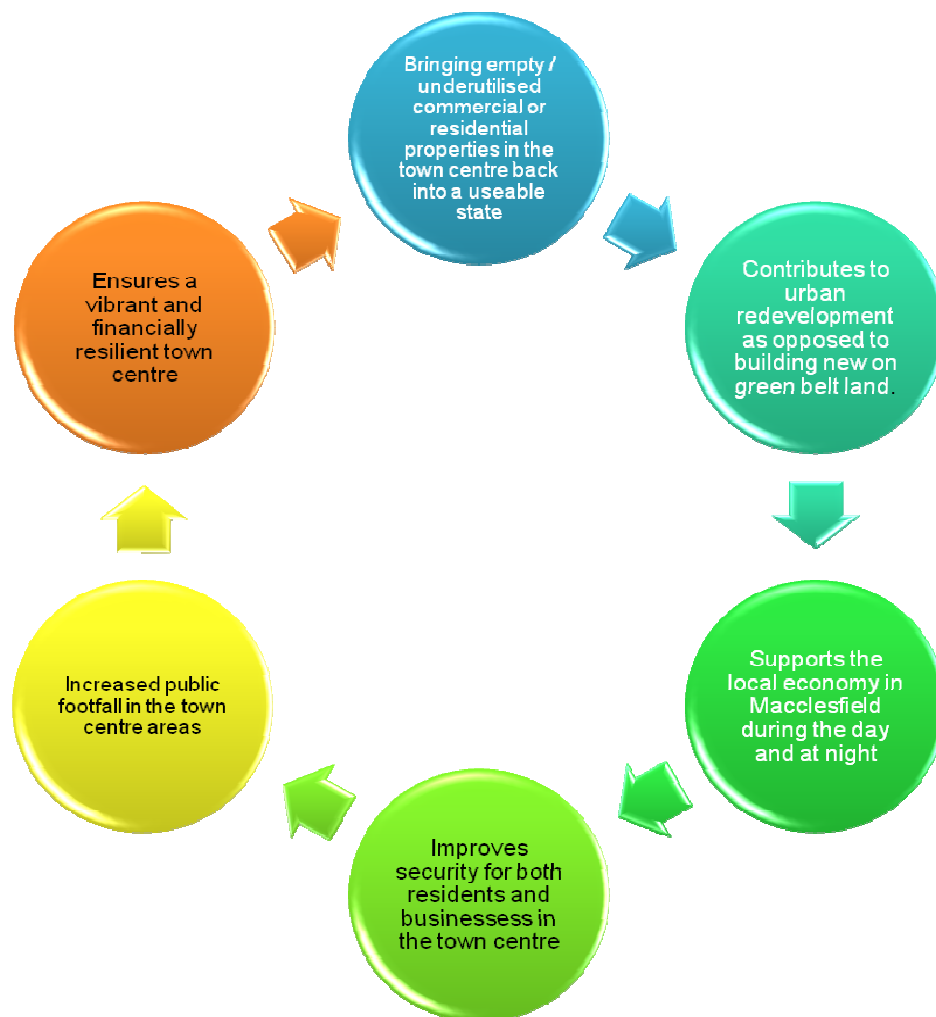 Bringing empty /
underutilised
commercial or
residential
properties in the
town centre back
into a useable
state
Contributes to
urban
redevelopment
as opposed to
building new on
green belt land.
Supports the
local economy in
Macclesfield
during the day
and at night
Improves
security for both
residents and
businessess in
the town centre
Increased public
footfall in the town
centre areas
Ensures a
vibrant and
financially
resilient town
centre